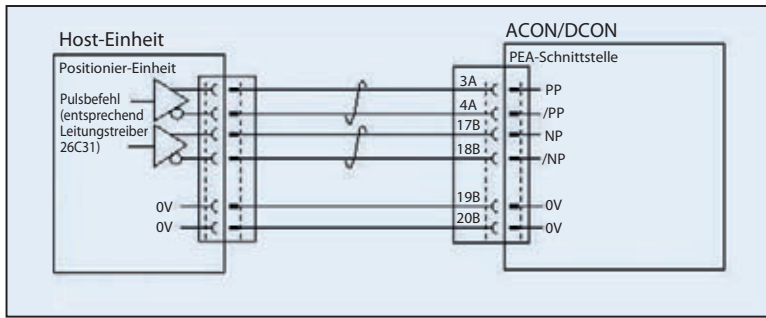 Host-Einheit
ACON/DCON
Positionier-Einheit
PEA-Schnittstelle
Pulsbefehl
(entsprechend
Leitungstreiber
26C31)
3A
PP
4A
/PP
17B
NP
18B
/NP
0V
19B
0V
0V
20B
0V